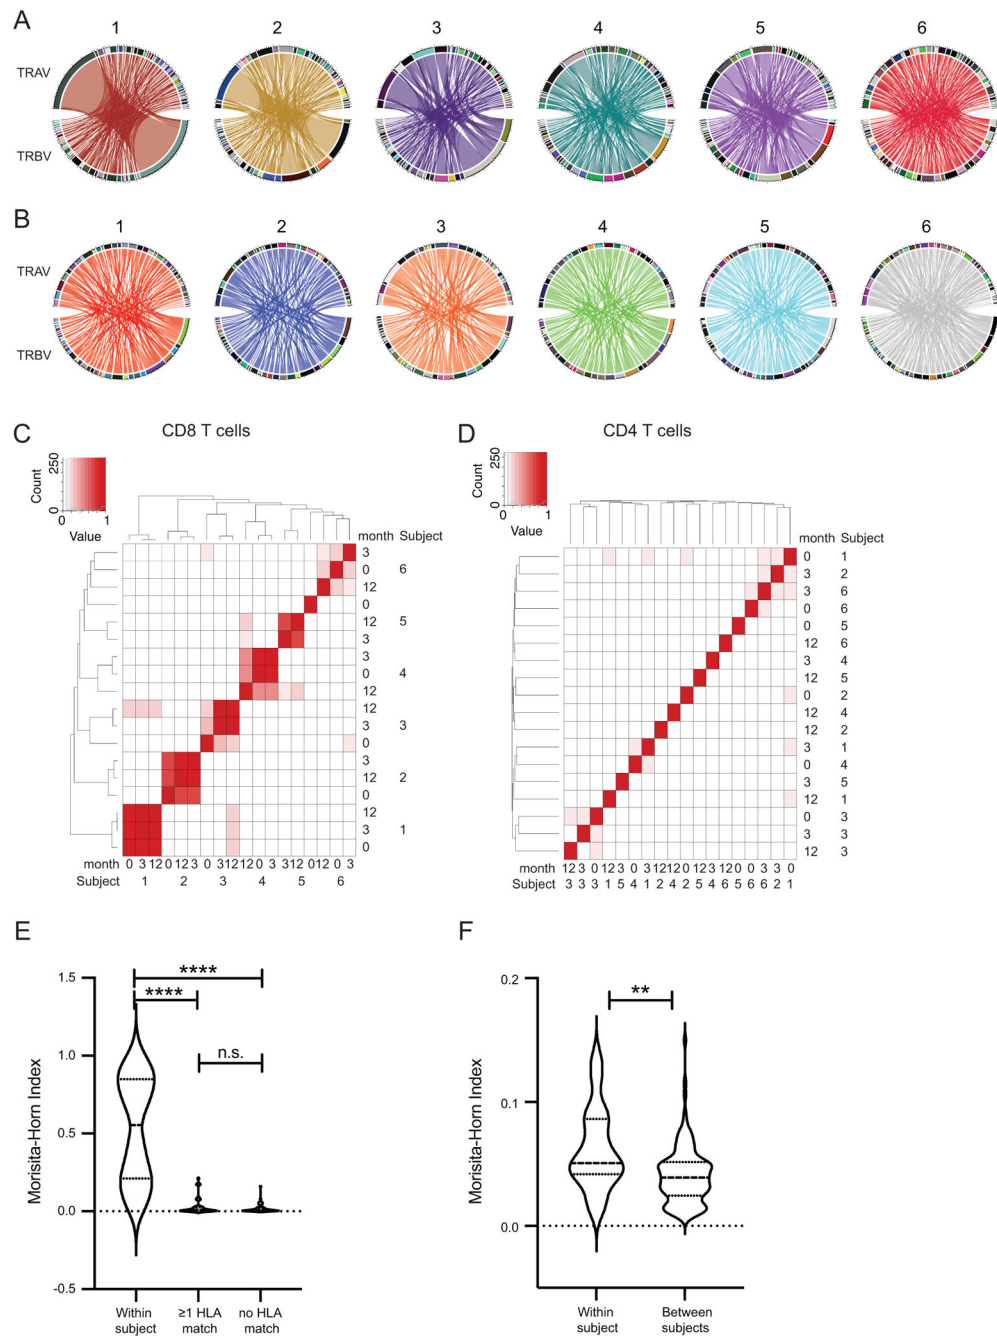 A
1 2 3 4 5 6
TRAV
TRBV
B
1 2 3 4 5 6
TRAV
TRBV
C
CD8 T cells
250
Count
0
0 1
Value
month Subject
3
0 6
12
0
12 5
3
3
0 4
12
12
3 3
0
3
12 2
0
12
3 1
0
month 0 3 12 0 12 3 0 3 12 12 0 3 3 12 0 12 0 3
Subject 1 2 3 4 5 6
D
CD4 T cells
250
Count
0
0 1
Value
month Subject
0 1
3 2
3 6
0 6
0 5
12 6
3 4
12 5
0 2
12 4
12 2
3 1
0 4
3 5
12 1
0 3
3 3
12 3
month 12 3 0 12 3 0 3 12 12 0 12 3 12 0 0 3 3 0
Subject 3 3 3 1 5 4 1 2 4 2 5 4 6 5 6 6 2 1
E
1.5
1.0
0.5
0.0
-0.5
Morisita-Horn Index
****
****
n.s.
Within subject
≥1 HLA match
no HLA match
F
0.2
0.1
0.0
Morisita-Horn Index
**
Within subject
Between subjects